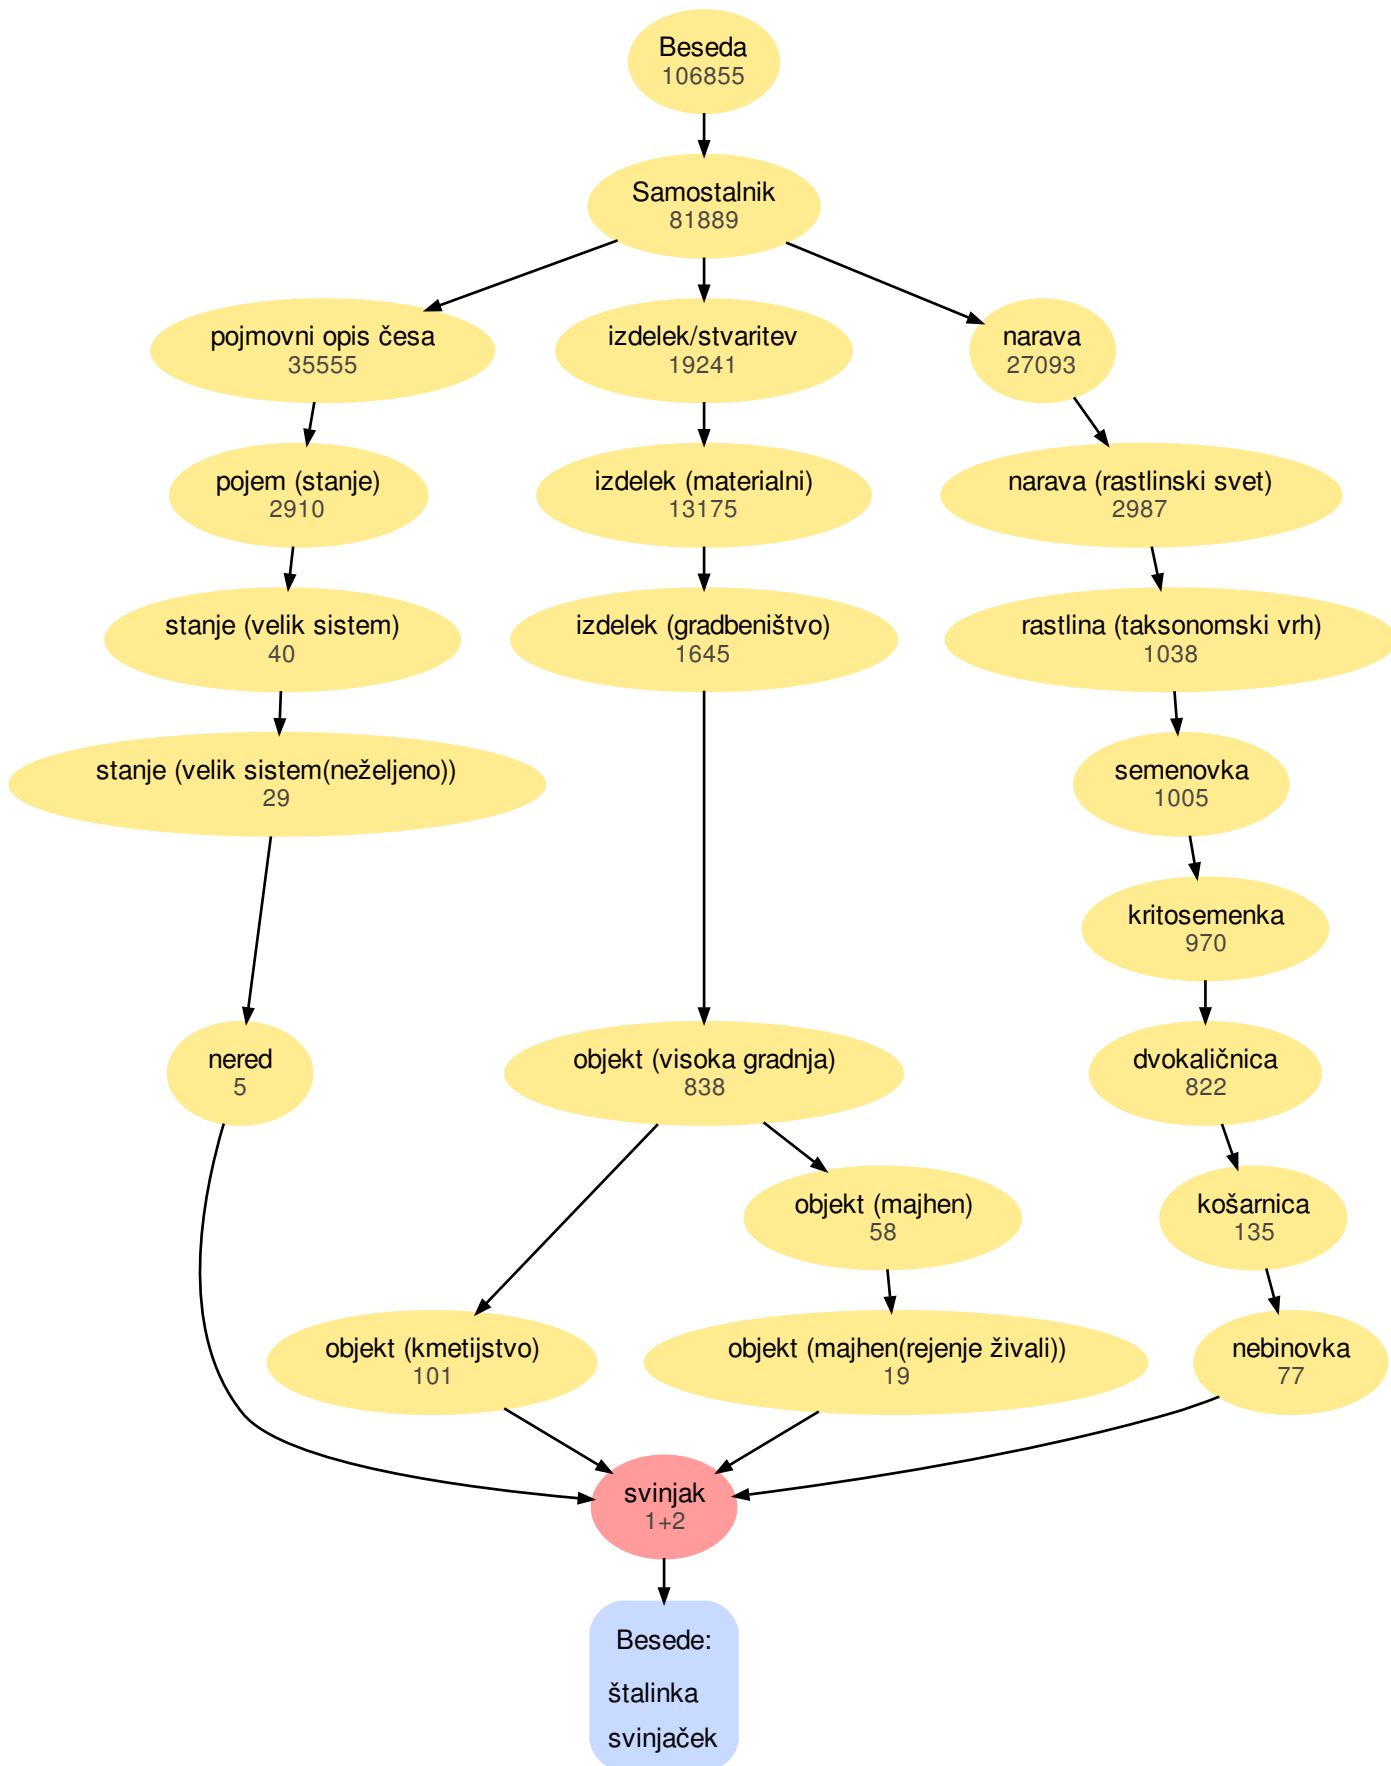 Beseda
106855
Samostalnik
81889
pojmovni opis česa
35555
izdelek/stvaritev
19241
narava
27093
pojem (stanje)
2910
izdelek (materialni)
13175
narava (rastlinski svet)
2987
stanje (velik sistem)
40
izdelek (gradbeništvo)
1645
rastlina (taksonomski vrh)
1038
stanje (velik sistem(neželjeno))
29
semenovka
1005
kritosemenka
970
nered
5
objekt (visoka gradnja)
838
dvokaličnica
822
objekt (majhen)
58
košarnica
135
objekt (kmetijstvo)
101
objekt (majhen(rejenje živali))
19
nebinovka
77
svinjak
1+2
Besede:
štalinka
svinjaček